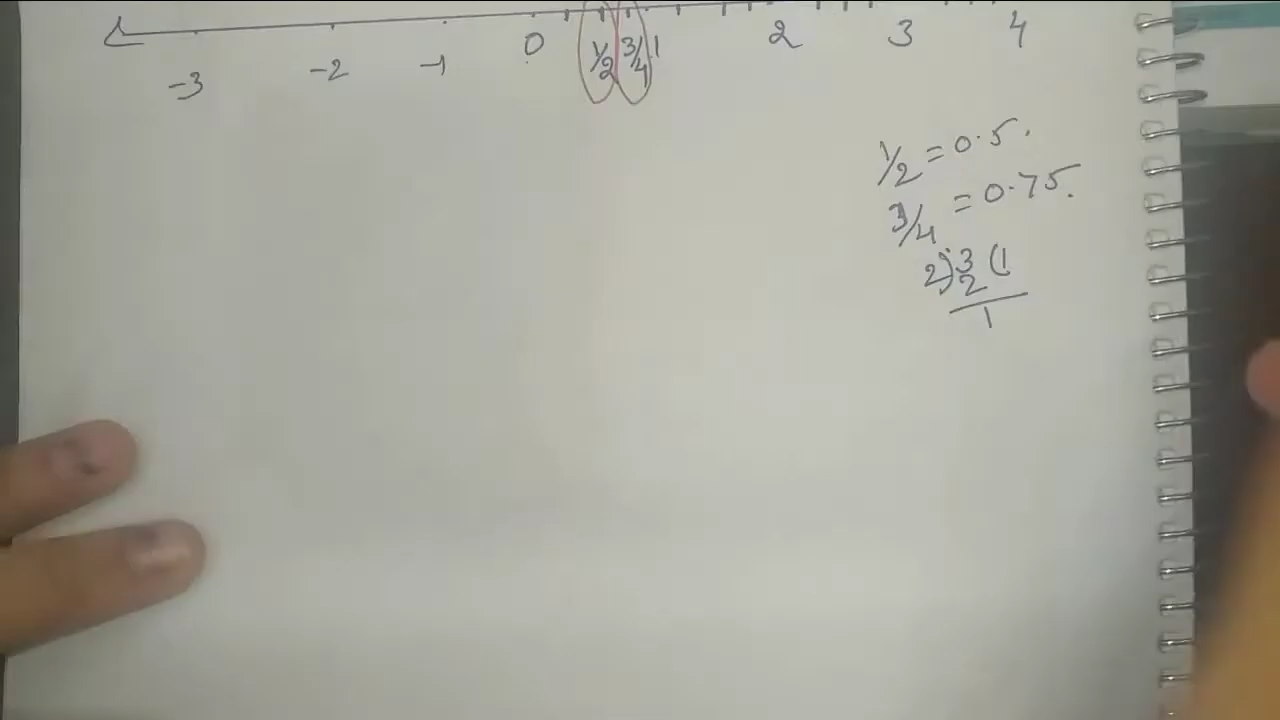 -3 -2 -1 0 1/2 3/4 1 2 3 4
1/2 = 0.5.
3/4 = 0.75.
2)3(1
2
1